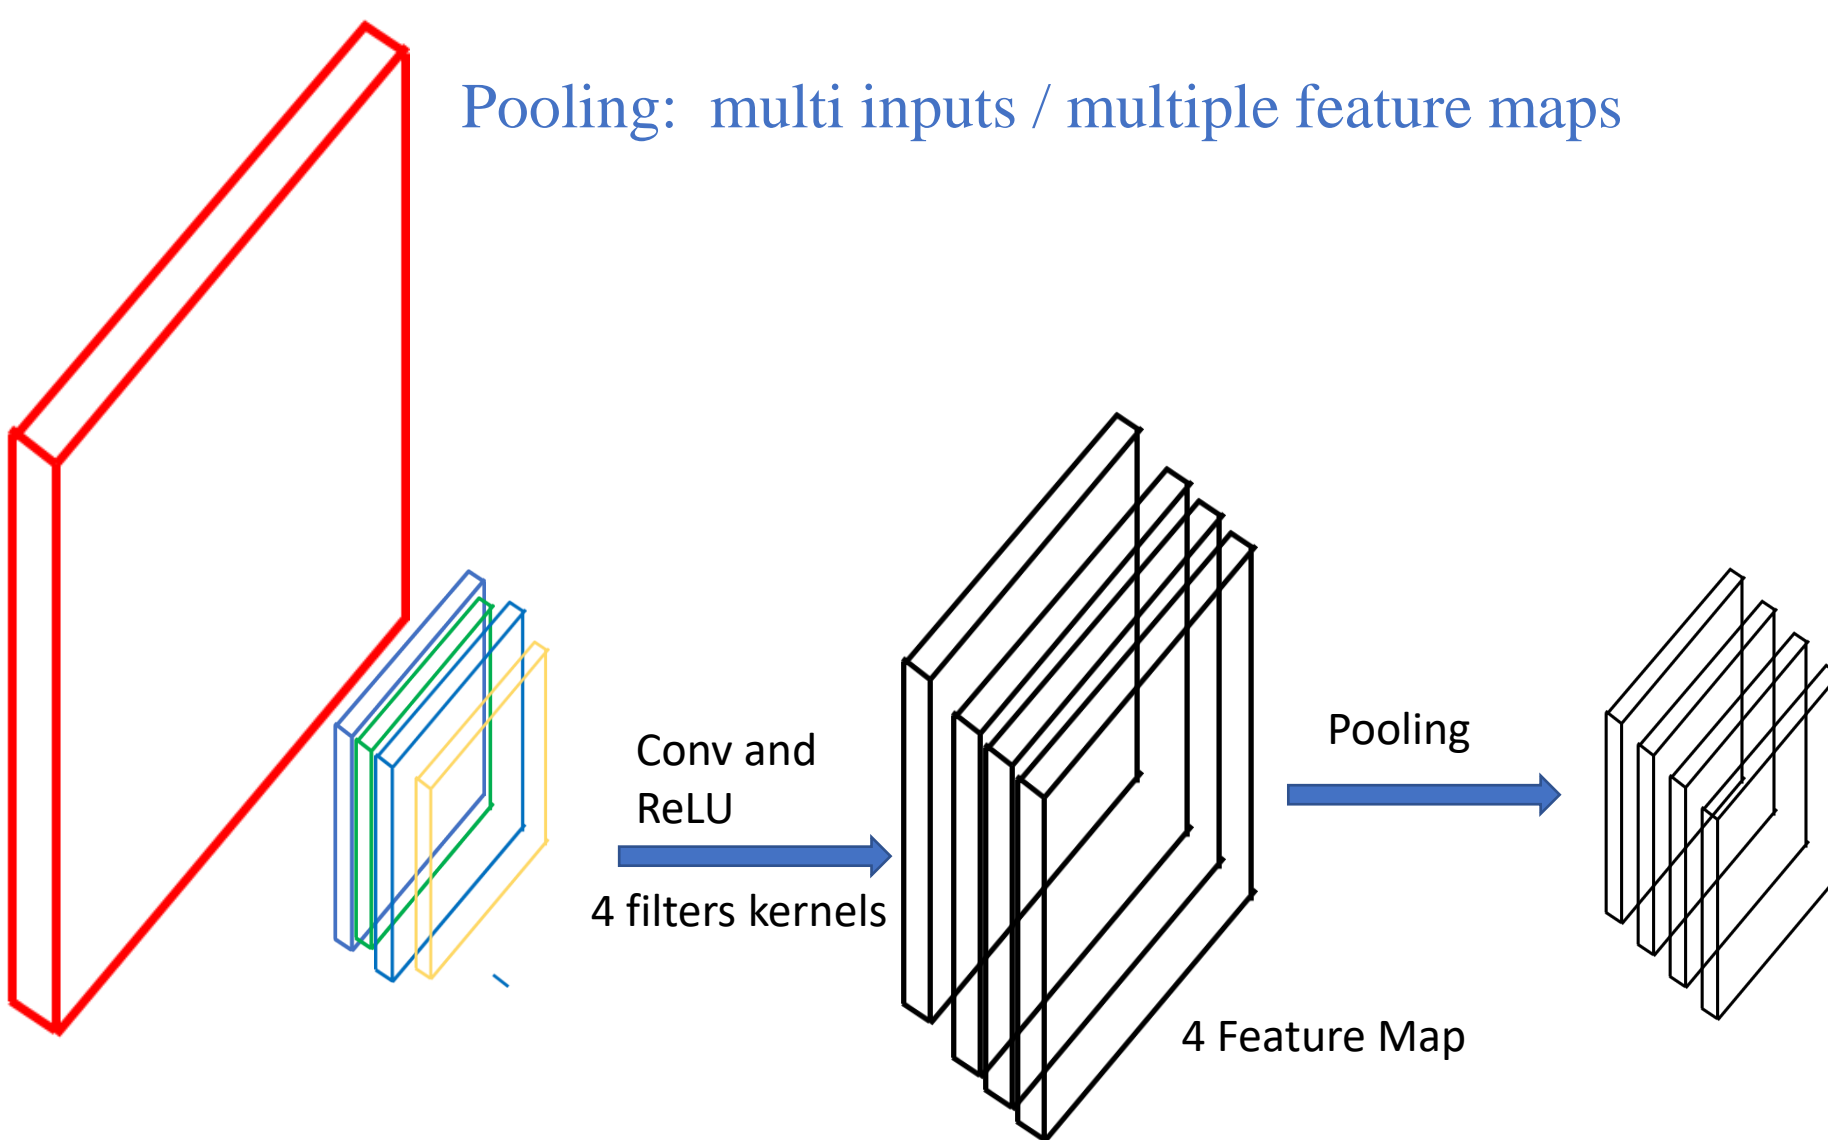 Pooling: multi inputs / multiple feature maps
Conv and
ReLU
4 filters kernels
Pooling
4 Feature Map